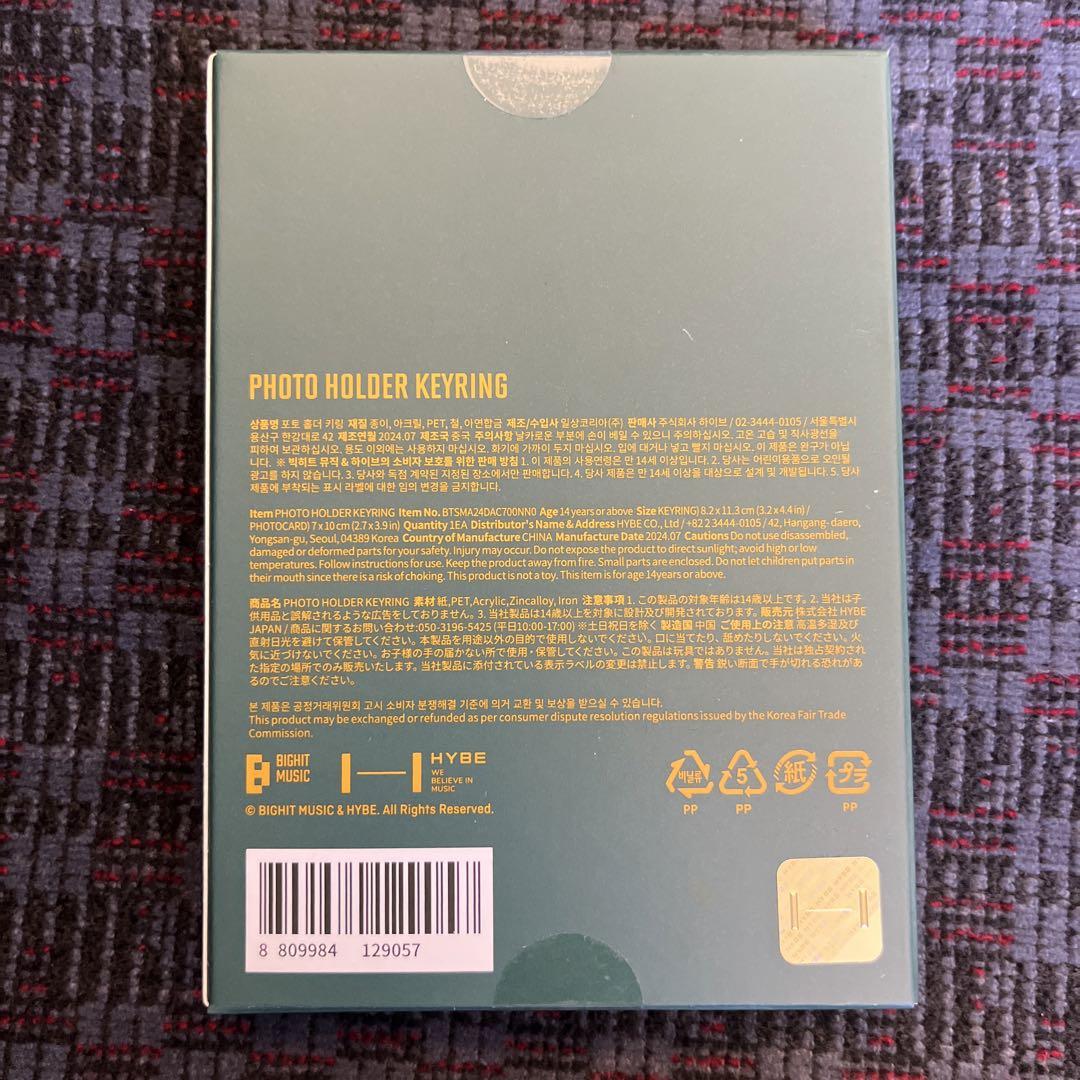 PHOTO HOLDER KEYRING
상품명 포토 홀더 키링 재질 종이, 아크릴, PET, 철, 아연합금 제조/수입사 일상코리아(주) 판매사 주식회사 하이브 / 02-3444-0105 / 서울특별시
용산구 한강대로 42 제조연월 2024.07 제조국 중국 주의사항 날카로운 부분에 손이 베일 수 있으니 주의하십시오. 고온 고습 및 직사광선을
피하여 보관하십시오. 용도 이외에는 사용하지 마십시오. 화기에 가까이 두지 마십시오. 입에 대거나 넣고 빨지 마십시오. 이 제품은 완구가 아닙
니다. ※ 빅히트 뮤직 & 하이브의 소비자 보호를 위한 판매 방침 1. 이 제품의 사용연령은 만 14세 이상입니다. 2. 당사는 어린이용품으로 오인될
광고를 하지 않습니다. 3. 당사와 독점 계약된 지정된 장소에서만 판매합니다. 4. 당사 제품은 만 14세 이상을 대상으로 설계 및 개발됩니다. 5. 당사
제품에 부착되는 표시 라벨에 대한 임의 변경을 금지합니다.
Item PHOTO HOLDER KEYRING Item No. BTSMA24DAC700NN0 Age 14 years or above Size KEYRING) 8.2 x 11.3 cm (3.2 x 4.4 in) /
PHOTOCARD) 7 x 10 cm (2.7 x 3.9 in) Quantity 1EA Distributor's Name & Address HYBE CO., Ltd / +82 2 3444-0105 / 42, Hangang-daero,
Yongsan-gu, Seoul, 04389 Korea Country of Manufacture CHINA Manufacture Date 2024.07 Cautions Do not use disassembled,
damaged or deformed parts for your safety. Injury may occur. Do not expose the product to direct sunlight; avoid high or low
temperatures. Follow instructions for use. Keep the product away from fire. Small parts are enclosed. Do not let children put parts in
their mouth since there is a risk of choking. This product is not a toy. This item is for age 14years or above.
商品名 PHOTO HOLDER KEYRING 素材 紙,PET,Acrylic,Zincalloy, Iron 注意事項 1. この製品の対象年齢は14歳以上です。2. 当社は子
供用品と誤解されるような広告をしておりません。3. 当社製品は14歳以上を対象に設計及び開発されております。販売元 株式会社 HYBE
JAPAN / 商品に関するお問い合わせ:050-3196-5425 (平日10:00-17:00) ※土日祝日を除く 製造国 中国 ご使用上の注意 高温多湿及び
直射日光を避けて保管してください。本製品を用途以外の目的で使用しないでください。口に当てたり、舐めたりしないでください。火
気に近づけないでください。お子様の手の届かない所で使用・保管してください。この製品は玩具ではありません。当社は独占契約され
た指定の場所でのみ販売いたします。当社製品に添付されている表示ラベルの変更は禁止します。警告 鋭い断面で手が切れる恐れがあ
るのでご注意ください。
본 제품은 공정거래위원회 고시 소비자 분쟁해결 기준에 의거 교환 및 보상을 받으실 수 있습니다.
This product may be exchanged or refunded as per consumer dispute resolution regulations issued by the Korea Fair Trade
Commission.
BIGHIT
MUSIC
HYBE
WE
BELIEVE IN
MUSIC
© BIGHIT MUSIC & HYBE. All Rights Reserved.
비닐류
PP
5
PP
紙
プラ
PP
8 809984 129057